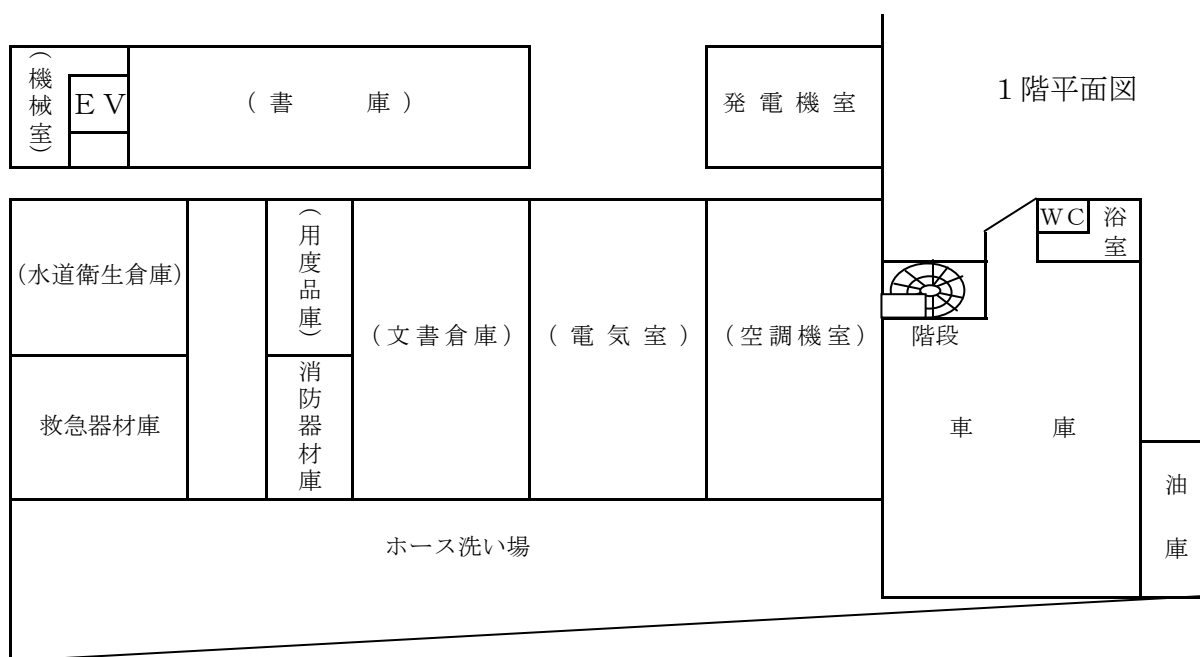 １階平面図
（機械室）
ＥＶ
（書　　庫）
発電機室
ＷＣ
浴室
（水道衛生倉庫）
（用度品庫）
（文書倉庫）
（電気室）
（空調機室）
階段
救急器材庫
消防器材庫
車　　庫
油庫
ホース洗い場